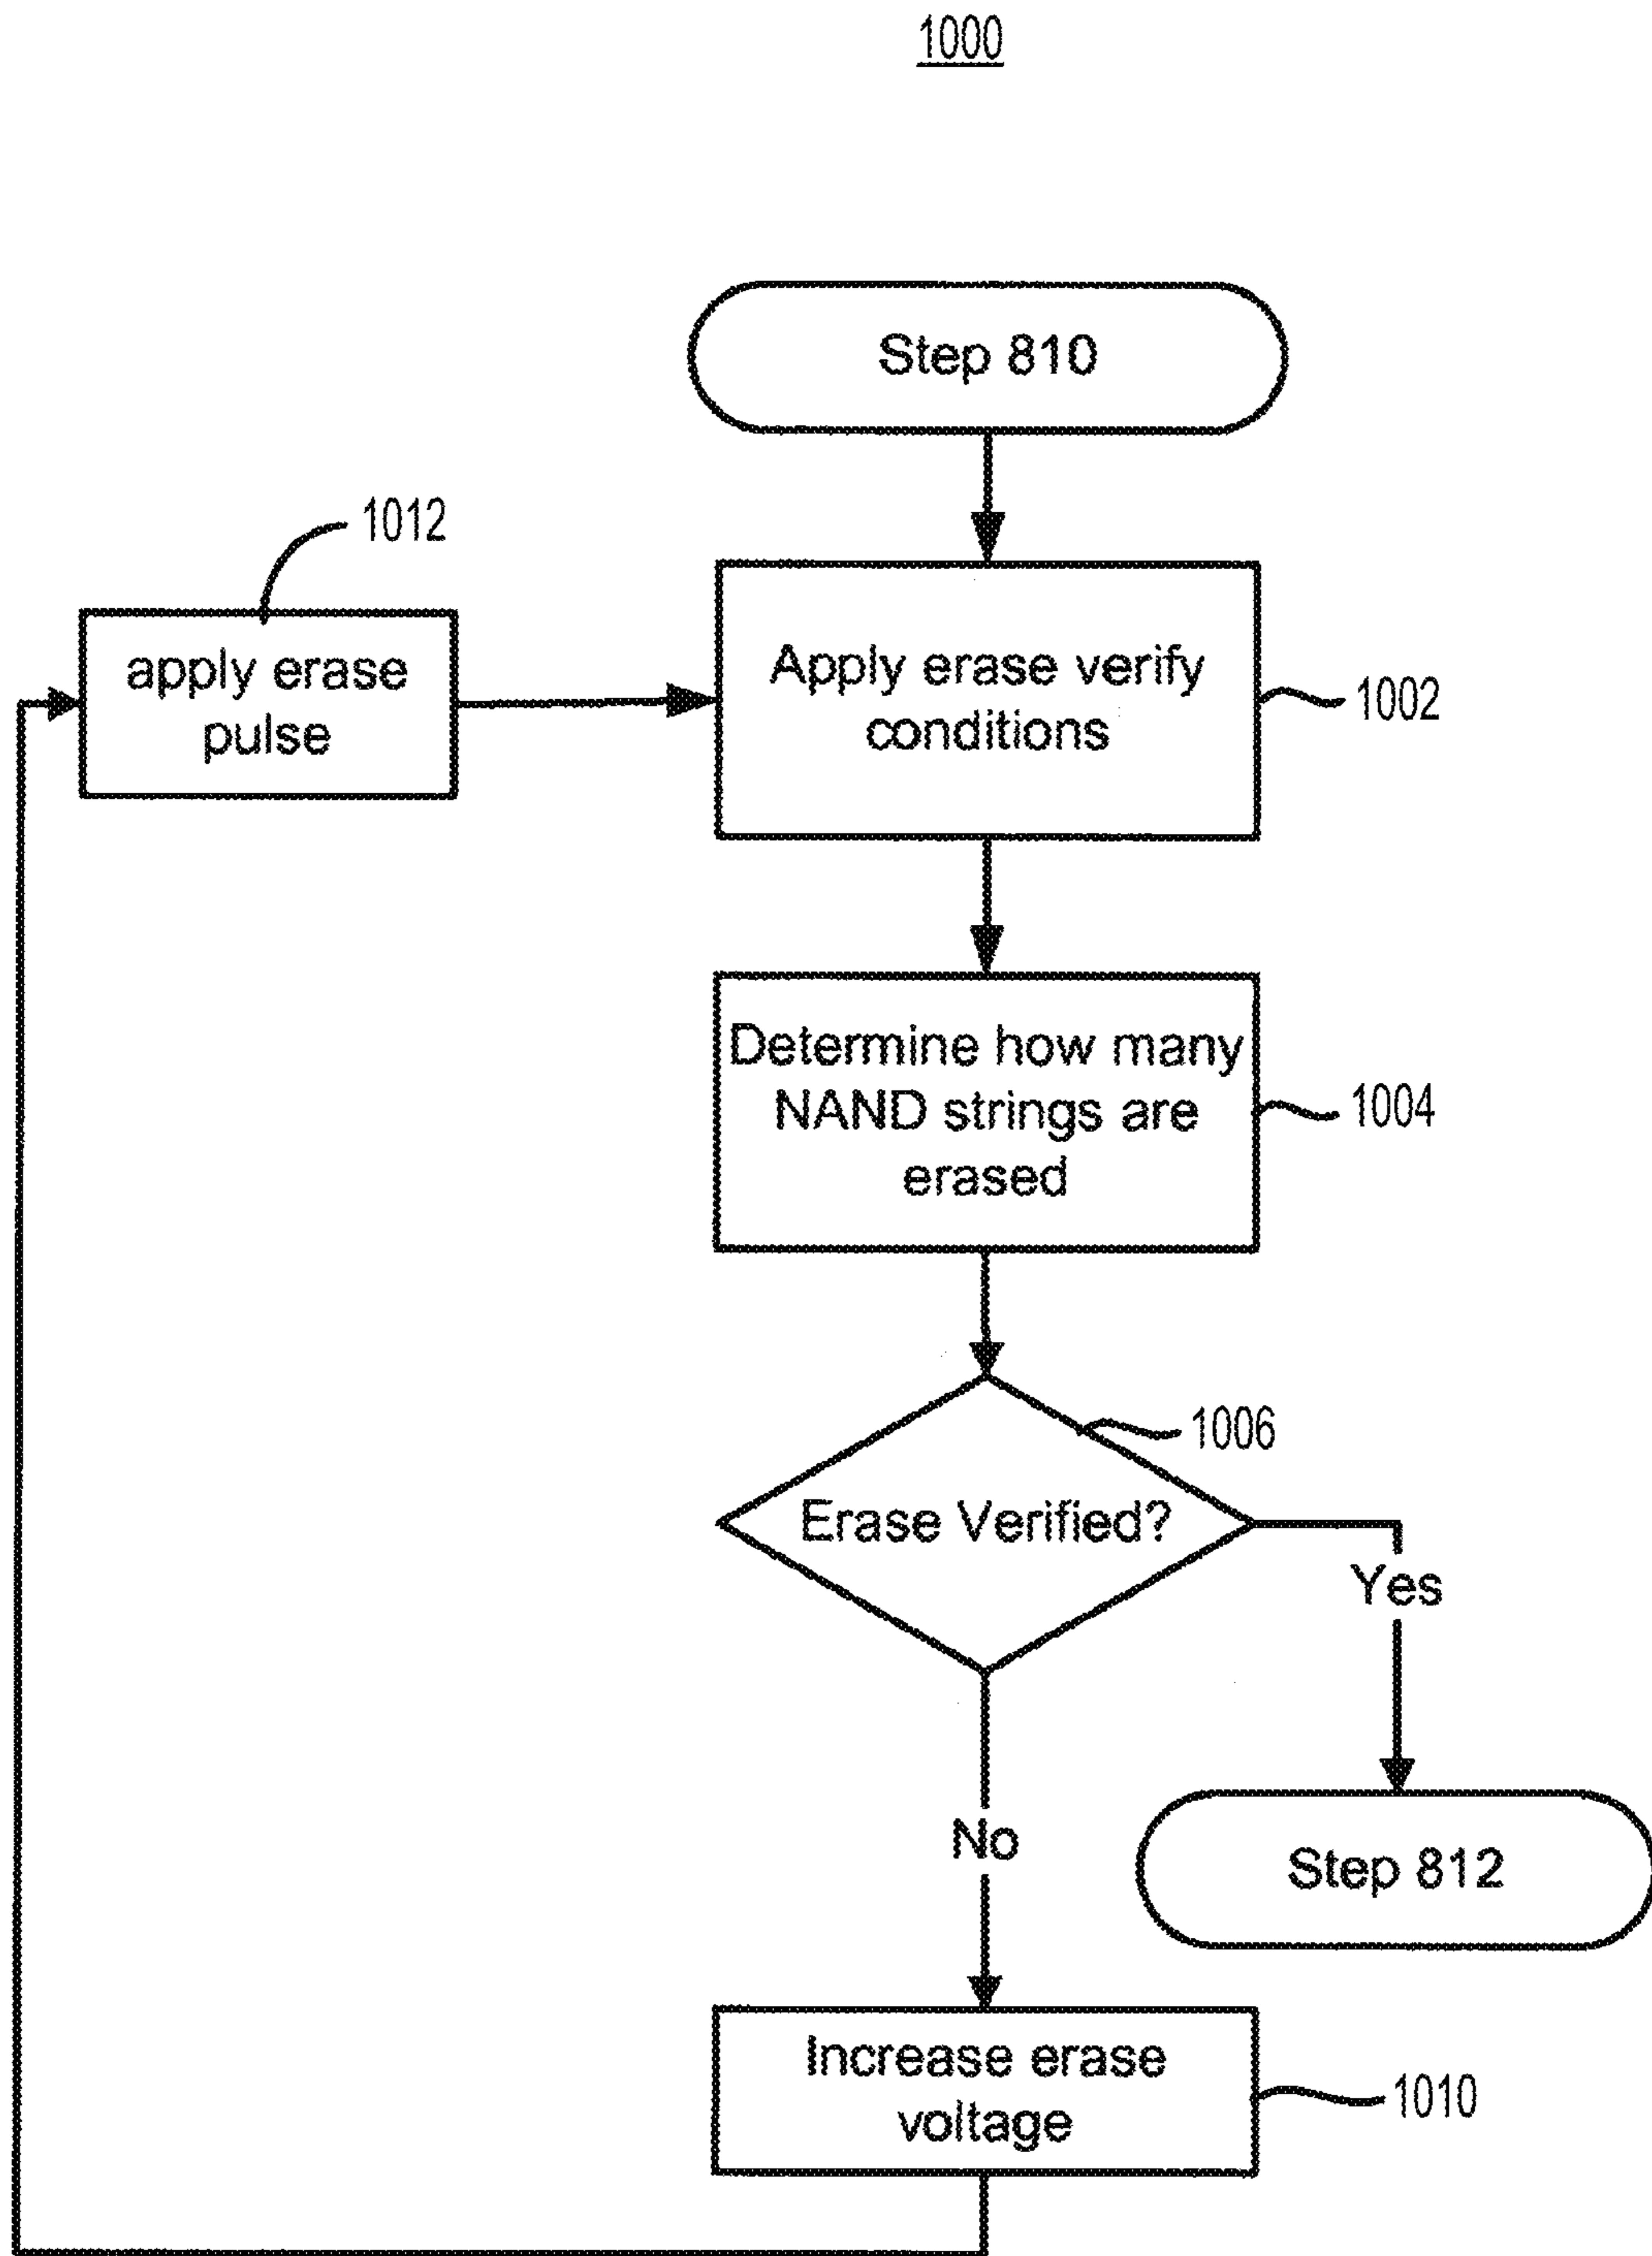 1000
Step 810
1012
apply erase
pulse
Apply erase verify
conditions
1002
Determine how many
NAND strings are
erased
1004
1006
Erase Verified?
Yes
No
Step 812
Increase erase
voltage
1010